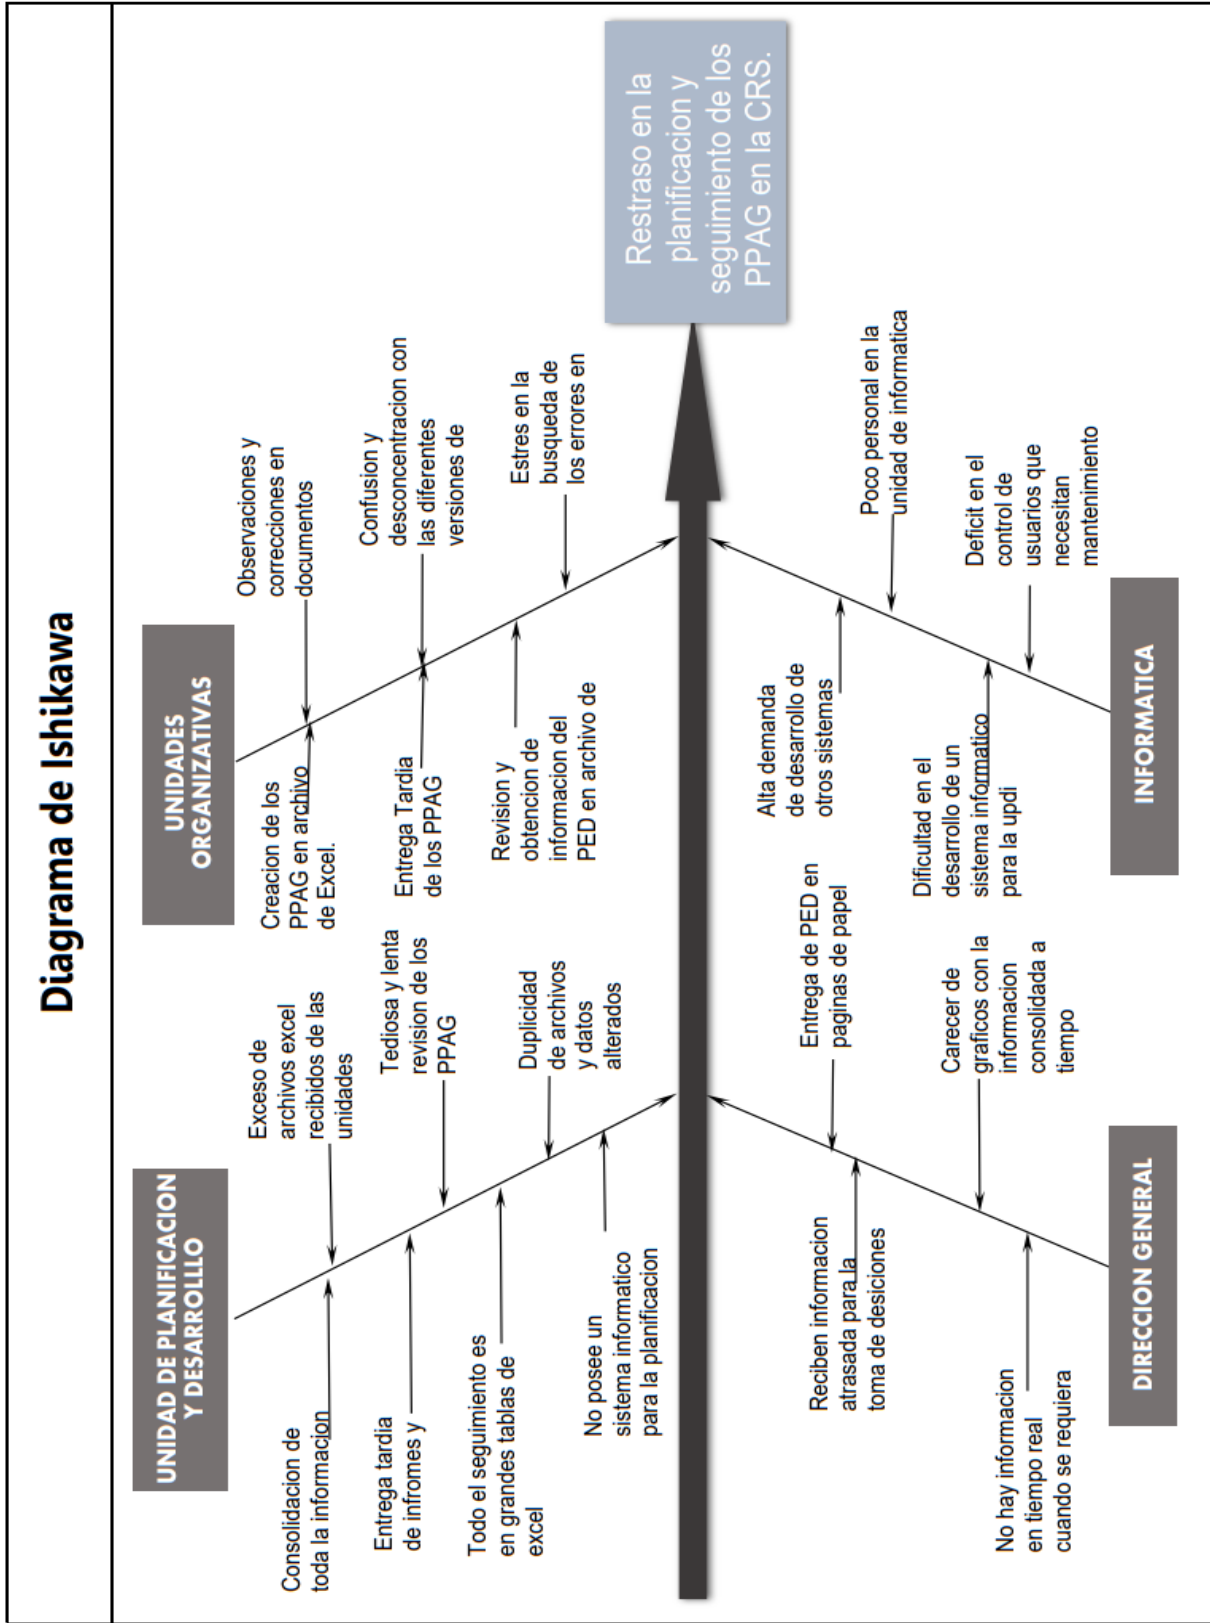 Diagrama de Ishikawa
UNIDAD DE PLANIFICACION
Y DESARROLLLO
Consolidacion de
toda la informacion
Exceso de
archivos excel
recibidos de las
unidades
Entrega tardia
de infromes y
Tediosa y lenta
revision de los
PPAG
Todo el seguimiento es
en grandes tablas de
excel
Duplicidad
de archivos
y datos
alterados
No posee un
sistema informatico
para la planificacion
UNIDADES
ORGANIZATIVAS
Creacion de los
PPAG en archivo
de Excel.
Observaciones y
correcciones en
documentos
Entrega Tardia
de los PPAG
Confusion y
desconcentracion con
las diferentes
versiones de
Revision y
obtencion de
informacion del
PED en archivo de
Estres en la
busqueda de
los errores en
Restraso en la
planificacion y
seguimiento de los
PPAG en la CRS.
Reciben informacion
atrasada para la
toma de desiciones
Entrega de PED en
paginas de papel
No hay informacion
en tiempo real
cuando se requiera
Carecer de
graficos con la
informacion
consolidada a
tiempo
DIRECCION GENERAL
Alta demanda
de desarrollo de
otros sistemas
Poco personal en la
unidad de informatica
Dificultad en el
desarrollo de un
sistema informatico
para la updi
Deficit en el
control de
usuarios que
necesitan
mantenimiento
INFORMATICA